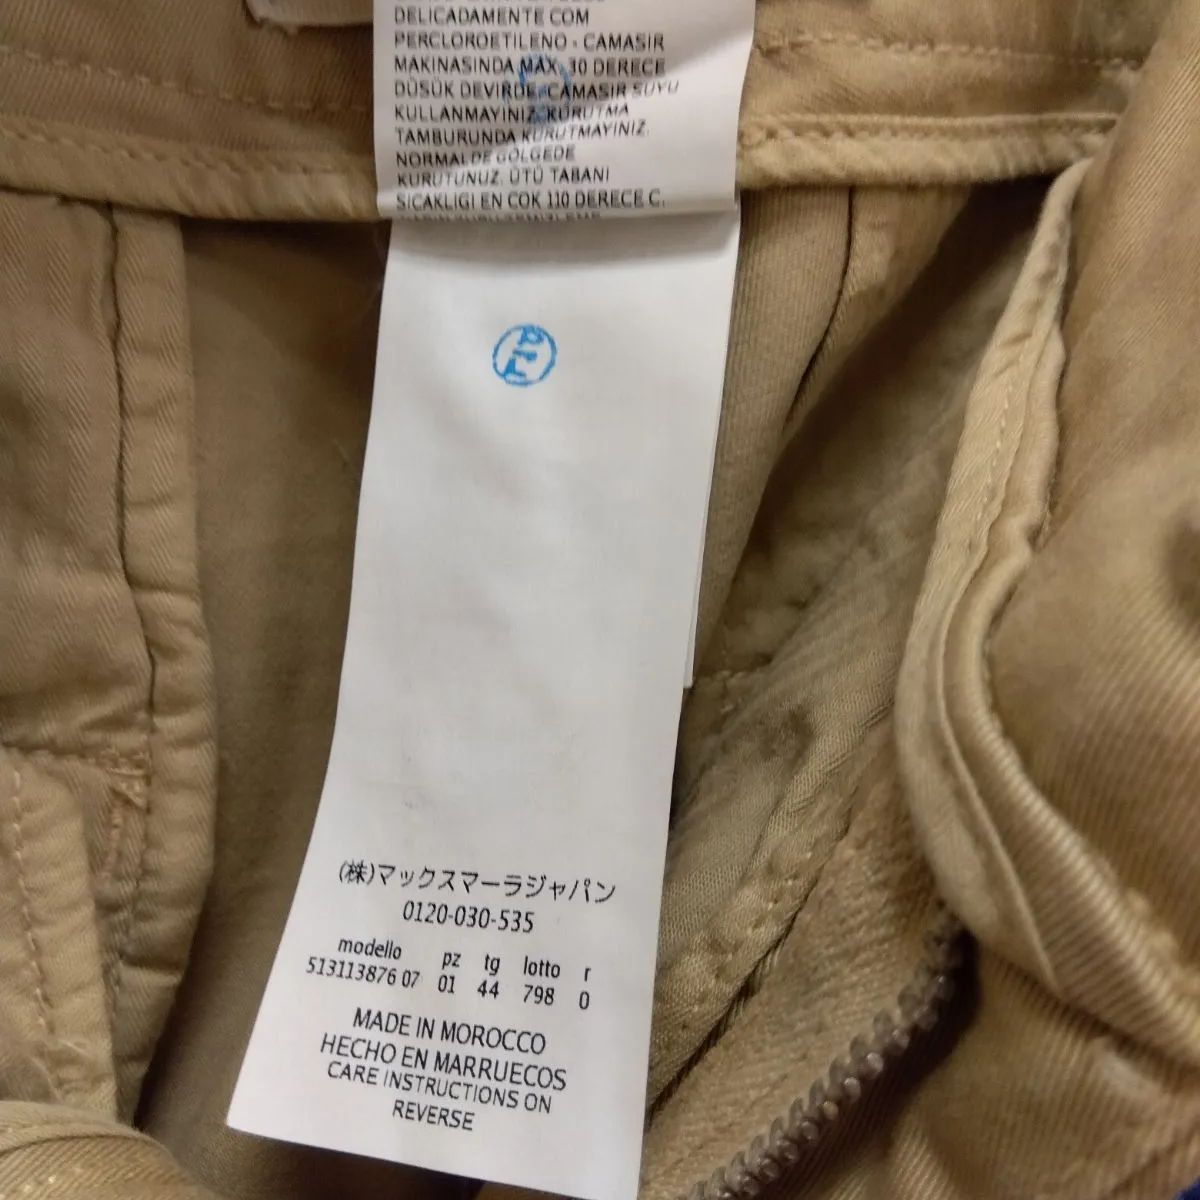 DELICADAMENTE COM
PERCLOROETILENO - CAMASIR
MAKINASINDA MAX. 30 DERECE
DÜSÜK DEVIRDE. CAMASIR SUYU
KULLANMAYINIZ. KURUTMA
TAMBURUNDA KURUTMAYINIZ.
NORMALDE GÖLGEDE
KURUTUNUZ. ÜTÜ TABANI
SICAKLIGI EN COK 110 DERECE C.
(株)マックスマーラジャパン
0120-030-535
modello pz tg lotto r
513113876 07 01 44 798 0
MADE IN MOROCCO
HECHO EN MARRUECOS
CARE INSTRUCTIONS ON
REVERSE